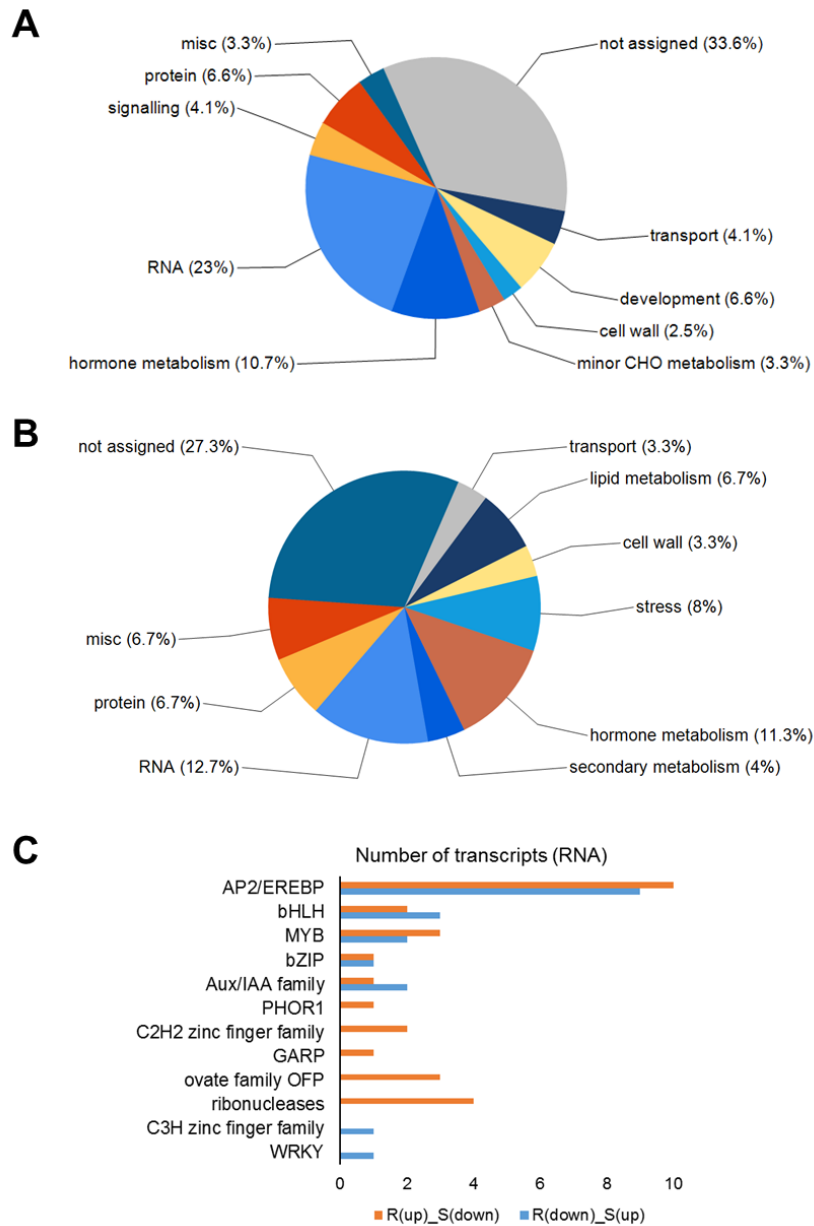 A
misc (3.3%)
not assigned (33.6%)
protein (6.6%)
signalling (4.1%)
transport (4.1%)
RNA (23%)
development (6.6%)
cell wall (2.5%)
hormone metabolism (10.7%)
minor CHO metabolism (3.3%)
B
not assigned (27.3%)
transport (3.3%)
lipid metabolism (6.7%)
cell wall (3.3%)
stress (8%)
misc (6.7%)
protein (6.7%)
hormone metabolism (11.3%)
RNA (12.7%)
secondary metabolism (4%)
C
Number of transcripts (RNA)
AP2/EREBP
bHLH
MYB
bZIP
Aux/IAA family
PHOR1
C2H2 zinc finger family
GARP
ovate family OFP
ribonucleases
C3H zinc finger family
WRKY
0 2 4 6 8 10
R(up)_S(down) R(down)_S(up)